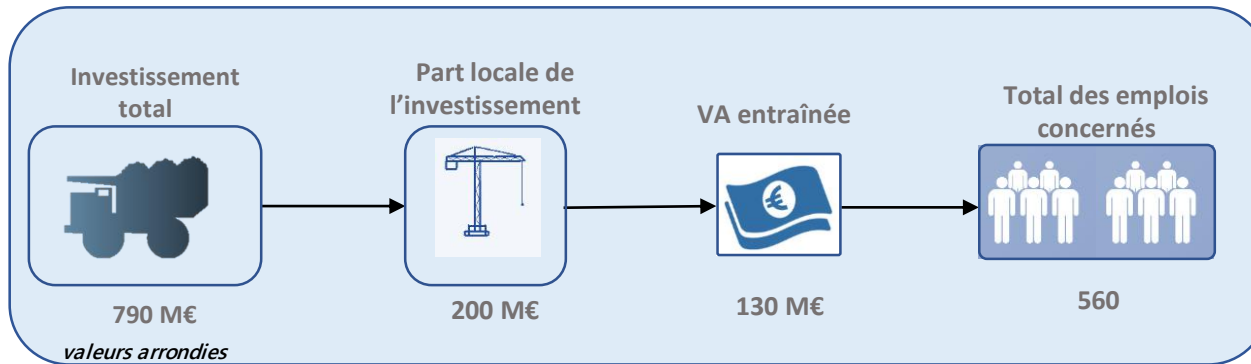 Investissement
total
790 M€
valeurs arrondies
Part locale de
l’investissement
200 M€
VA entraînée
€
130 M€
Total des emplois
concernés
560